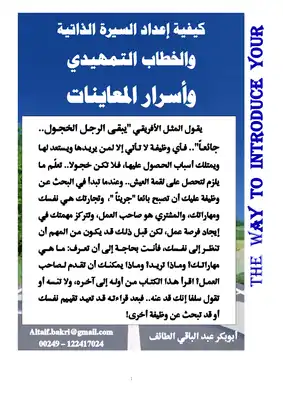 كيفية إعداد السيرة الذاتية
والخطاب التمهيدي
وأسرار المعاينات
يقول المثل الأفريقي "يبقى الرجل الخجول..
جائعاً"..فأي وظيفة لا تأتي إلا لمن يريدها ويستعد لها
ويمتلك أسباب الحصول عليها، فلا تكن خجولا.. تعلّم ما
يلزم لتحصل على لقمة العيش.. وعندما تبدأ في البحث عن
وظيفة عليك أن تصبح بائعا "جريئاً"، وتجارتك هي نفسك
ومهاراتك، والمشتري هو صاحب العمل، وتتركز مهمتك في
إيجاد فرصة عمل، لكن قبل ذلك قد يكون من المهم أن
تنظر إلى نفسك، فأنت بحاجة إلى أن تعرف: ما هي
مهاراتك؟ وماذا تريد؟ وماذا يمكنك أن تقدم لصاحب
العمل؟ اقرأ هذا الكتاب من أوله إلى آخره، ولا تنسه أو
تقول سلفا إنك في غنه.. فبعد قراءته قد تعيد تقييم نفسك
أو قد تبحث عن وظيفة أخرى!
أبوبكر عبد الباقي الطائف
Altaif.bakri@gmail.com
00249 – 122417024
THE WAY TO INTRODUCE YOUR